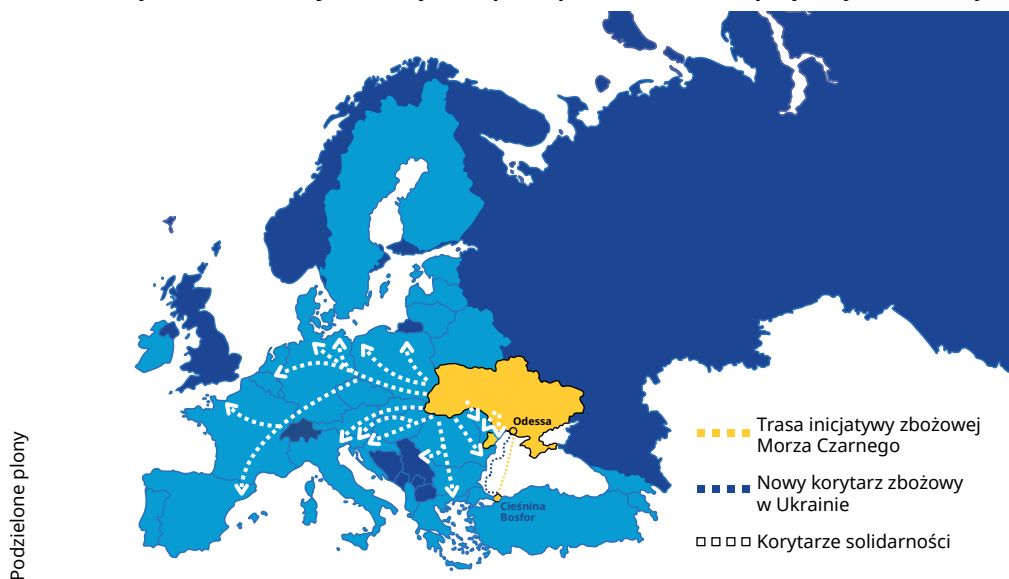 Odessa
Cieśnina
Bosfor
Trasa inicjatywy zbożowej
Morza Czarnego
Nowy korytarz zbożowy
w Ukrainie
Korytarze solidarności
Podzielone plony